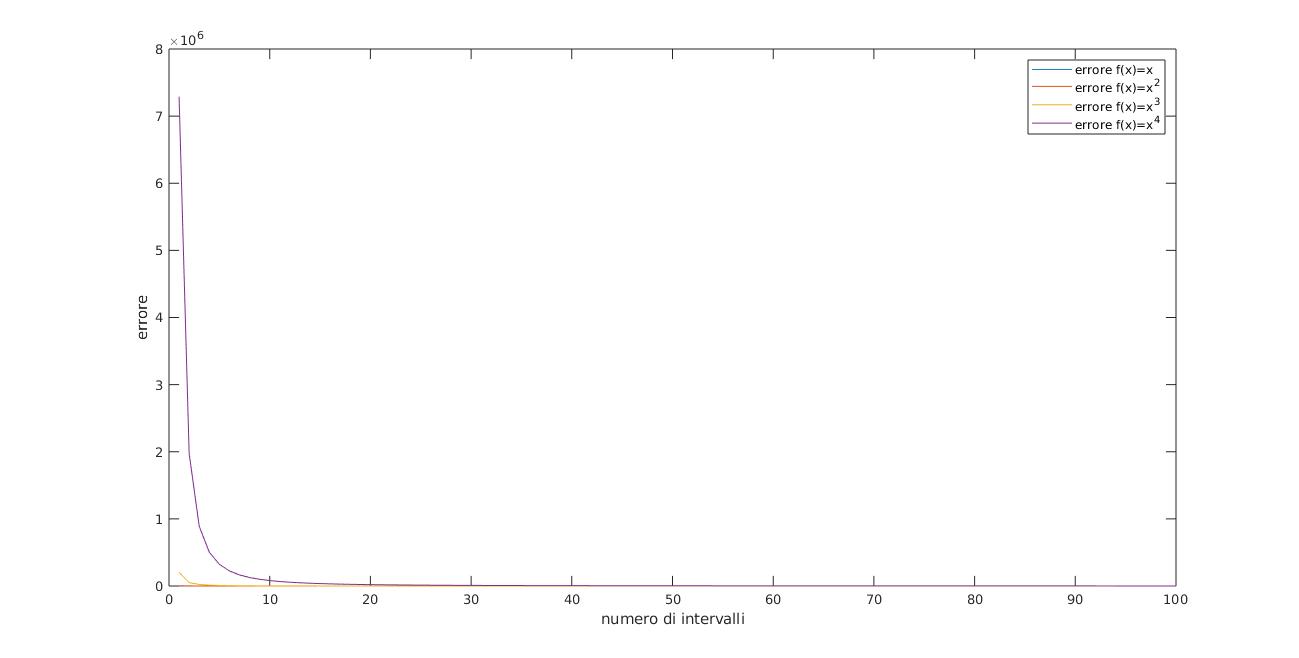 ×10^6
8
7
6
5
4
3
2
1
0
errore
0 10 20 30 40 50 60 70 80 90 100
numero di intervalli
errore f(x)=x
errore f(x)=x^2
errore f(x)=x^3
errore f(x)=x^4